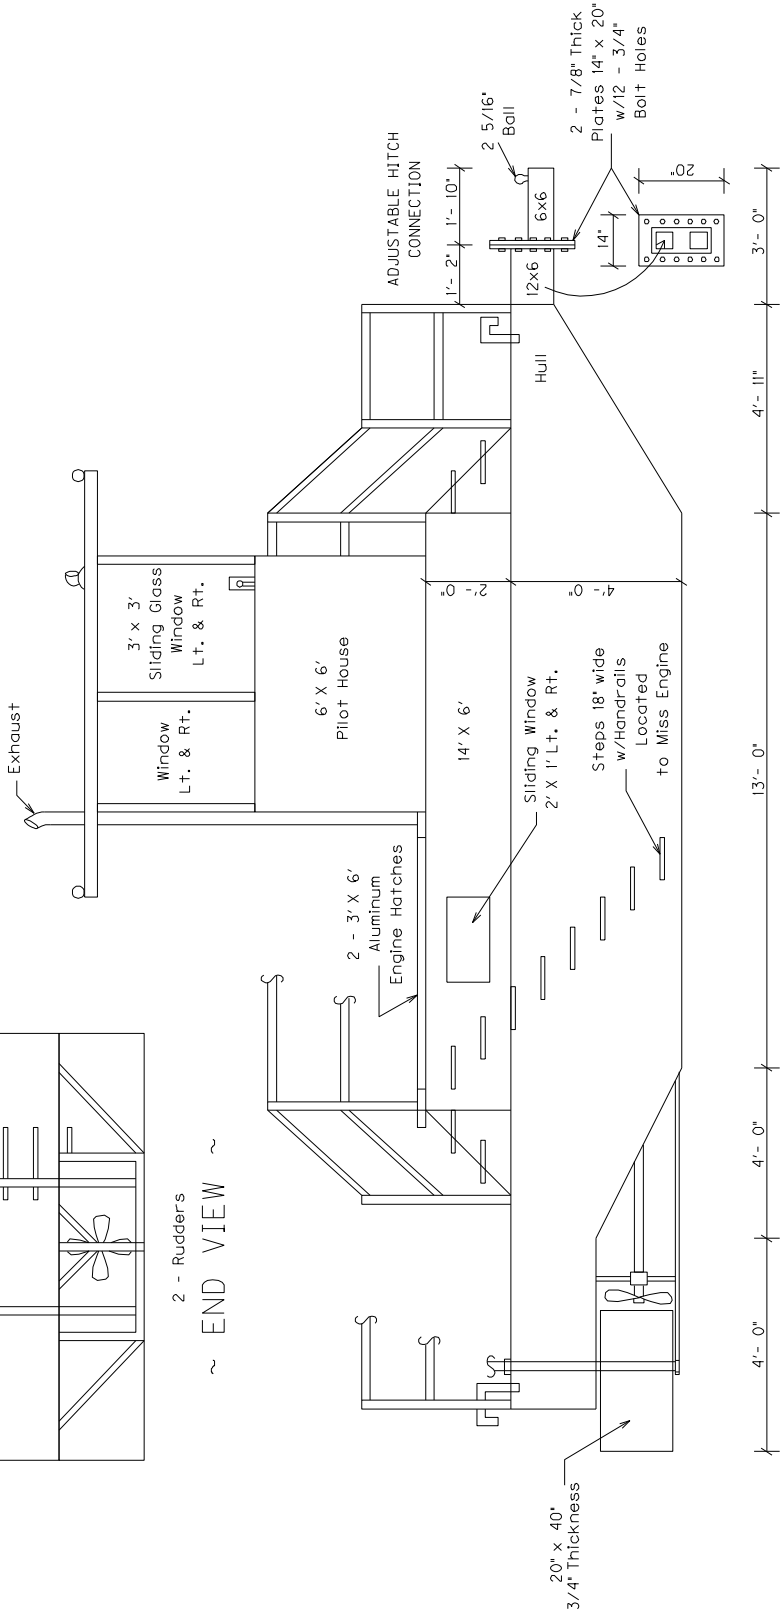 Exhaust
3' x 3'
Sliding Glass
Window
Lt. & Rt.
Window
Lt. & Rt.
6' X 6'
Pilot House
ADJUSTABLE HITCH
CONNECTION
1'- 2"
1'- 10"
2 5/16"
Ball
2 - 7/8" Thick
Plates 14" x 20"
w/12 - 3/4"
Bolt Holes
12x6
6x6
14"
20"
Hull
2 - 3' X 6'
Aluminum
Engine Hatches
14' X 6'
2'- 0"
4'- 0"
Sliding Window
2' X 1' Lt. & Rt.
Steps 18" wide
w/Handrails
Located
to Miss Engine
2 - Rudders
~ END VIEW ~
20" x 40"
3/4" Thickness
4'- 0"
4'- 0"
13'- 0"
4'- 11"
3'- 0"